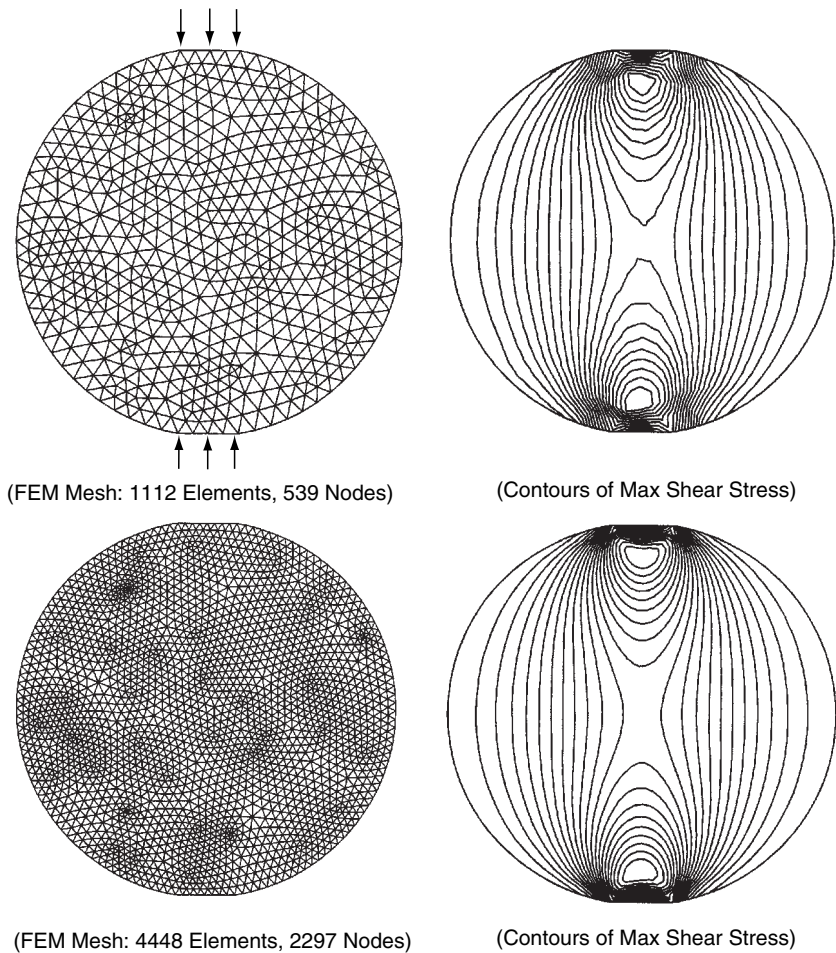 (FEM Mesh: 1112 Elements, 539 Nodes)
(Contours of Max Shear Stress)
(FEM Mesh: 4448 Elements, 2297 Nodes)
(Contours of Max Shear Stress)